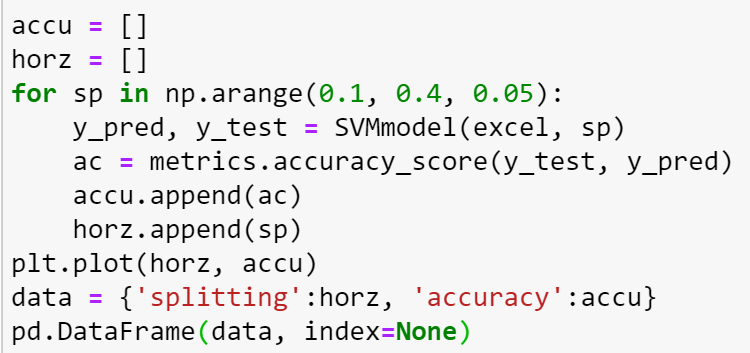 accu = []
horz = []
for sp in np.arange(0.1, 0.4, 0.05):
    y_pred, y_test = SVMmodel(excel, sp)
    ac = metrics.accuracy_score(y_test, y_pred)
    accu.append(ac)
    horz.append(sp)
plt.plot(horz, accu)
data = {'splitting':horz, 'accuracy':accu}
pd.DataFrame(data, index=None)